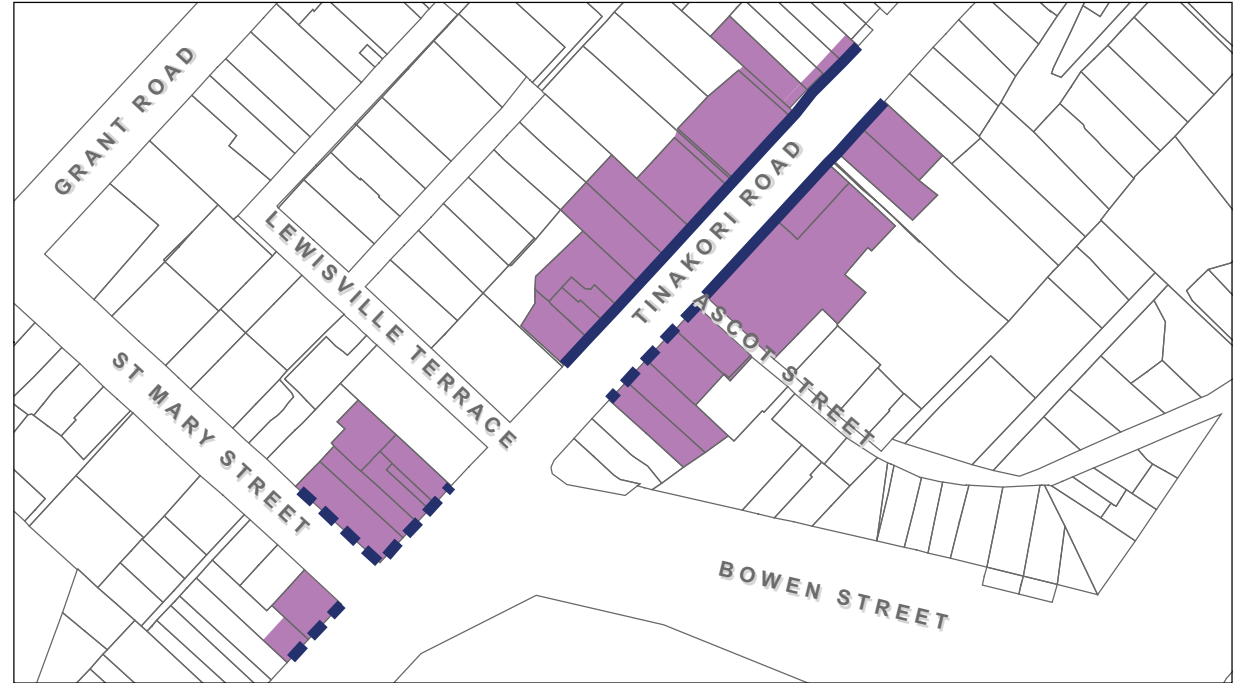 GRANT ROAD
LEWISVILLE TERRACE
TINAKORI ROAD
ASCOT STREET
ST MARY STREET
BOWEN STREET